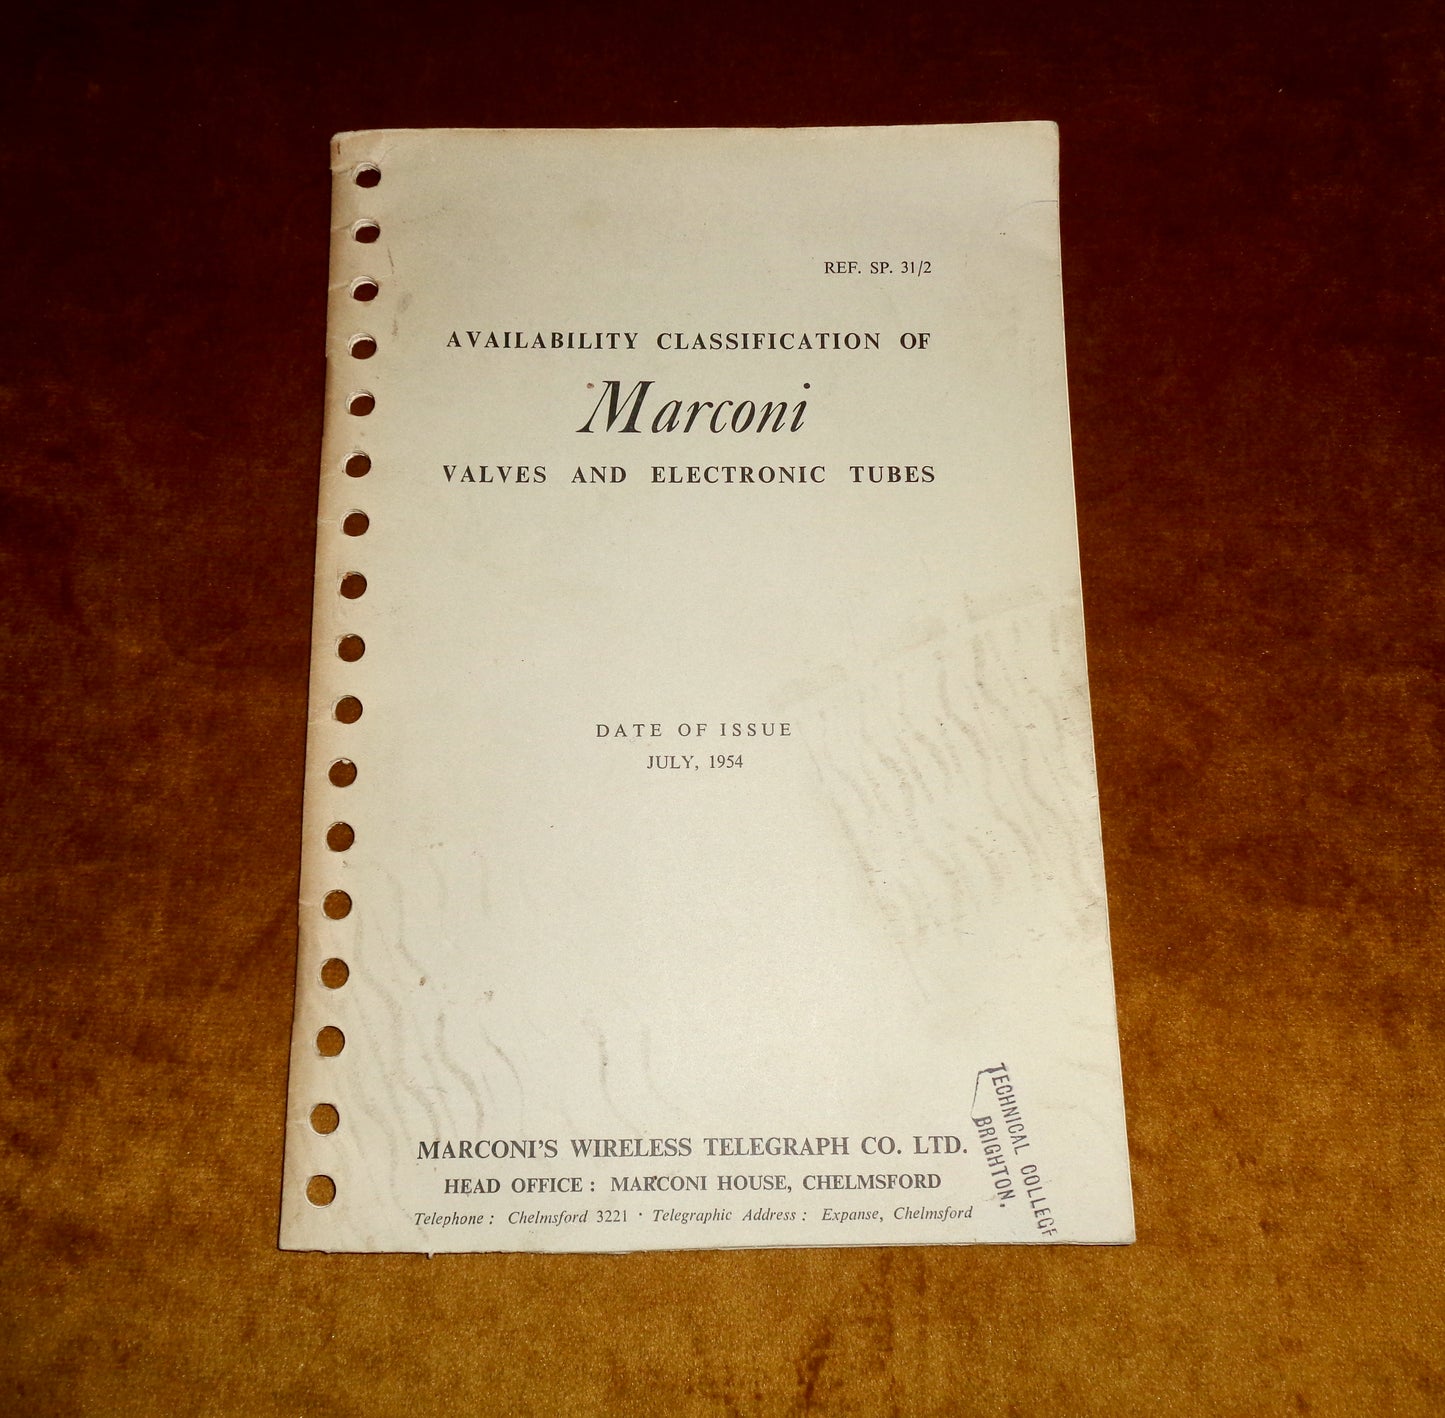 REF. SP. 31/2
AVAILABILITY CLASSIFICATION OF
Marconi
VALVES AND ELECTRONIC TUBES
DATE OF ISSUE
JULY, 1954
MARCONI'S WIRELESS TELEGRAPH CO. LTD.
HEAD OFFICE : MARCONI HOUSE, CHELMSFORD
Telephone : Chelmsford 3221 · Telegraphic Address : Expanse, Chelmsford
TECHNICAL COLLEGE
BRIGHTON.